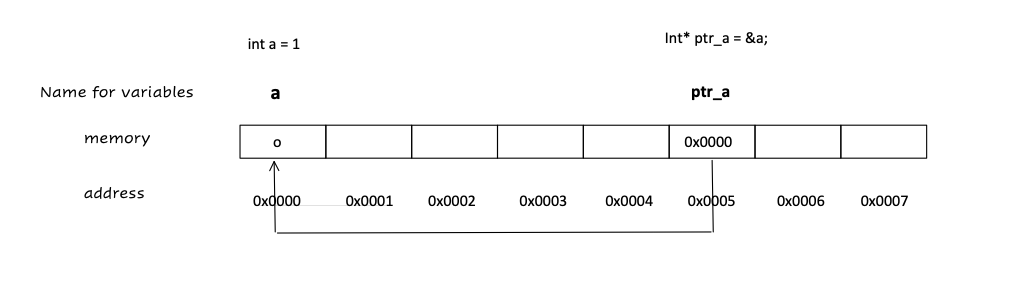 int a = 1
Int* ptr_a = &a;
Name for variables
a
ptr_a
memory
o
0x0000
address
0x0000
0x0001
0x0002
0x0003
0x0004
0x0005
0x0006
0x0007